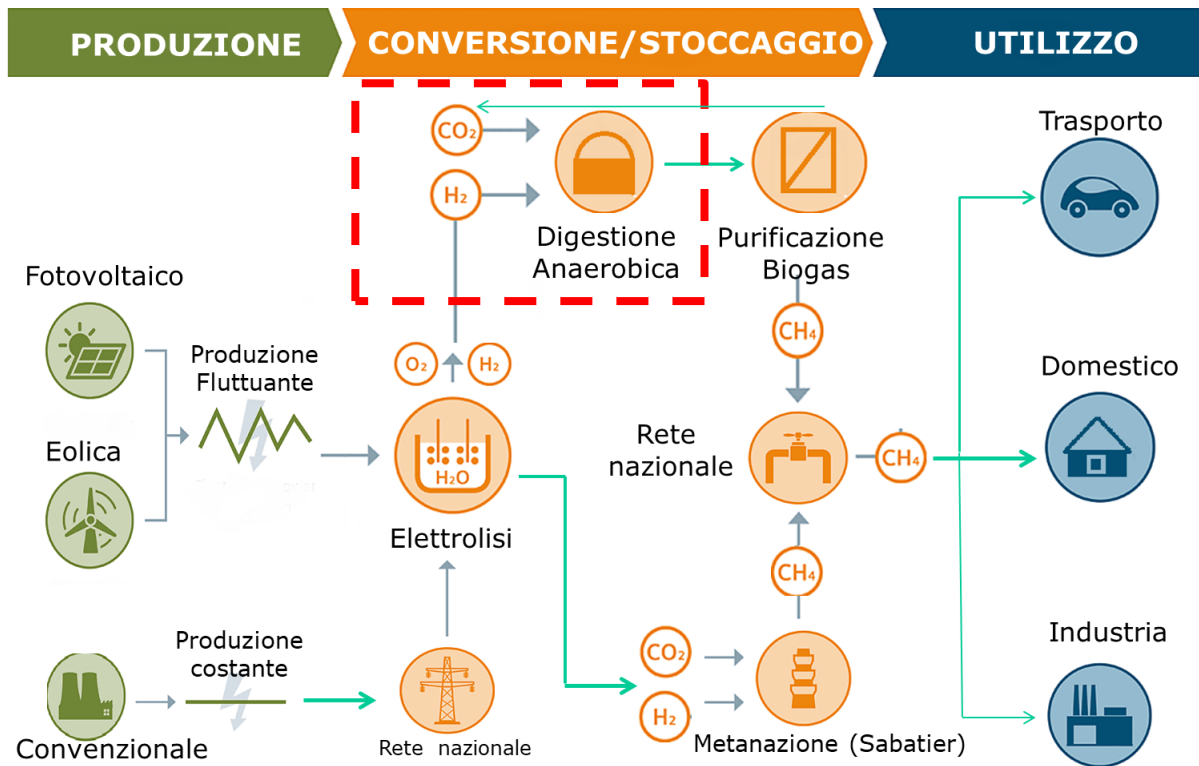 PRODUZIONE
CONVERSIONE/STOCCAGGIO
UTILIZZO
CO₂
H₂
Digestione
Anaerobica
Purificazione
Biogas
Trasporto
Fotovoltaico
Produzione
Fluttuante
O₂
H₂
CH₄
Domestico
Eolica
H₂O
Elettrolisi
Rete
nazionale
CH₄
CH₄
Produzione
costante
Convenzionale
Rete nazionale
CO₂
H₂
Metanazione (Sabatier)
Industria